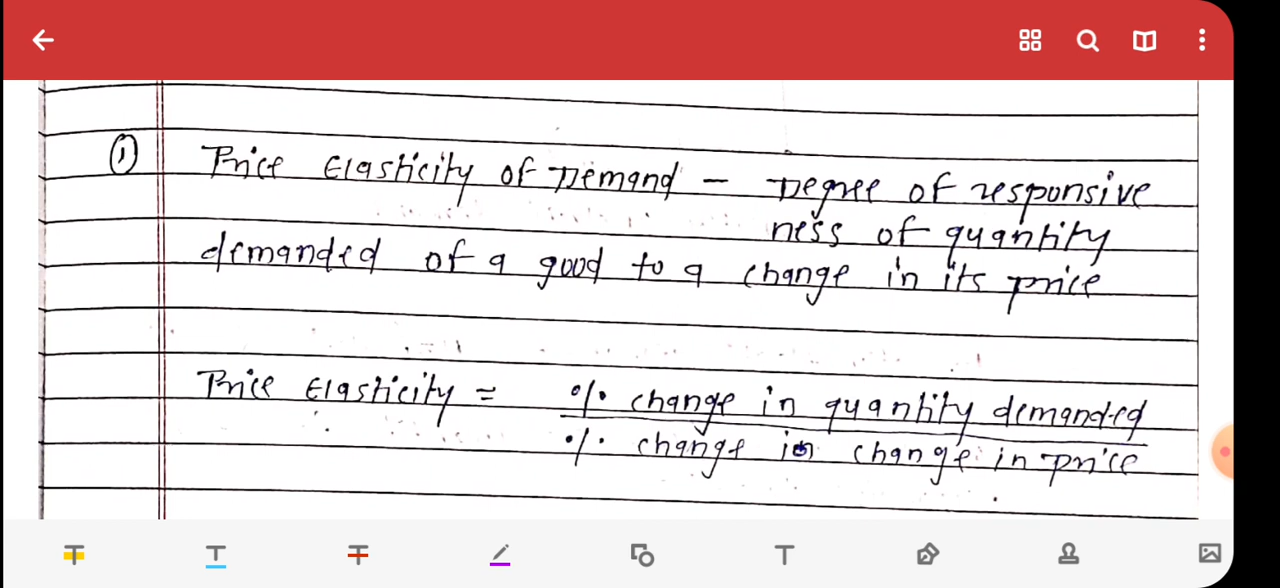 ① Price Elasticity of Demand – Degree of responsive
ness of quantity
demanded of a good to a change in its price
Price Elasticity = % change in quantity demanded
% change in change in price